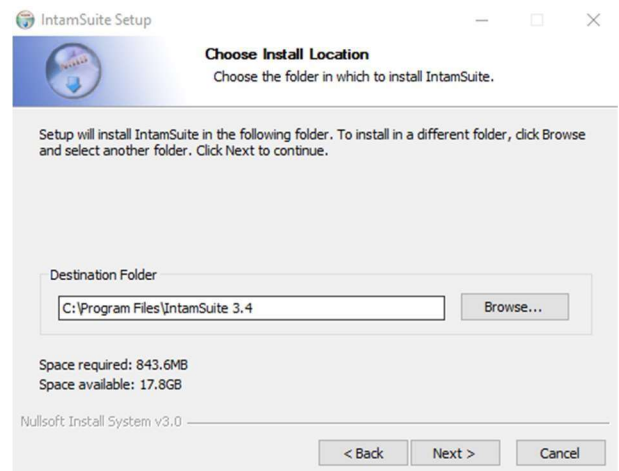 IntamSuite Setup
Choose Install Location
Choose the folder in which to install IntamSuite.
Setup will install IntamSuite in the following folder. To install in a different folder, click Browse
and select another folder. Click Next to continue.
Destination Folder
C:\Program Files\IntamSuite 3.4
Browse...
Space required: 843.6MB
Space available: 17.8GB
Nullsoft Install System v3.0
< Back Next > Cancel